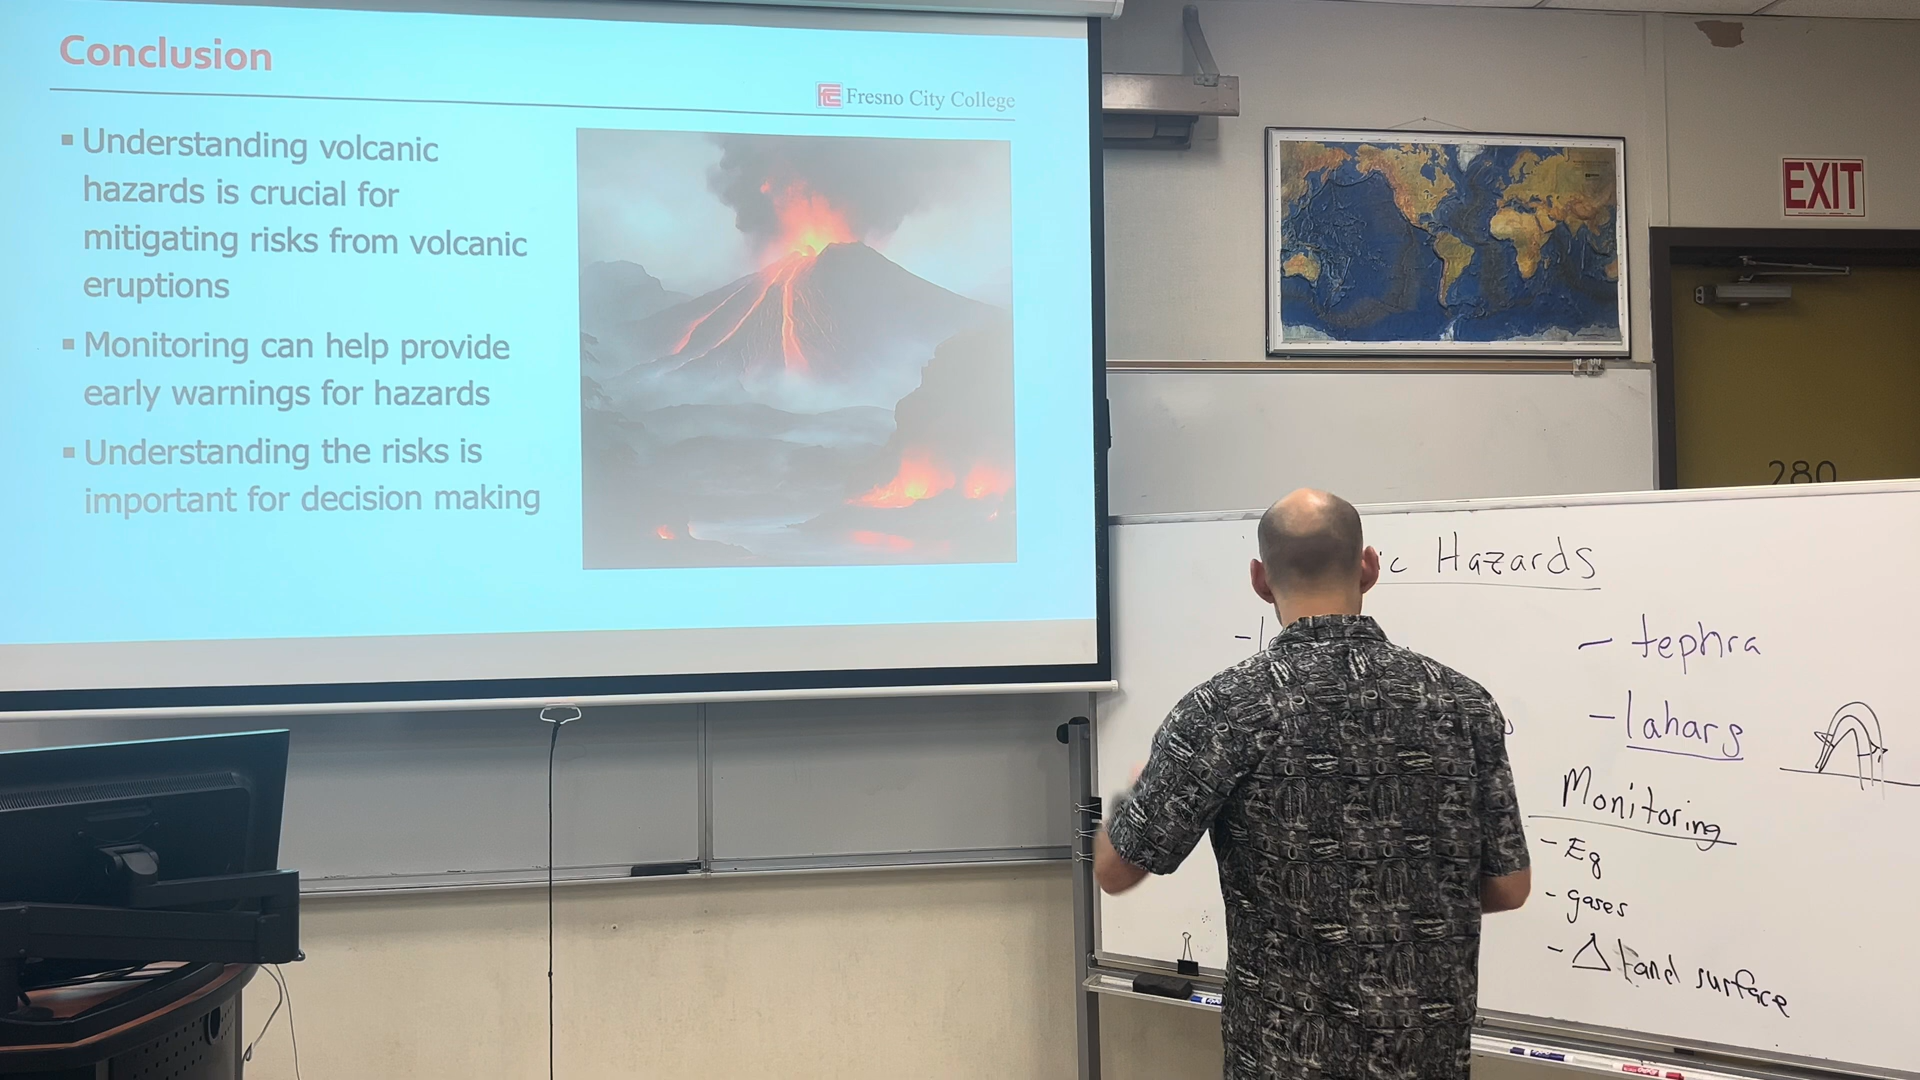 Conclusion
Fresno City College
Understanding volcanic
hazards is crucial for
mitigating risks from volcanic
eruptions
Monitoring can help provide
early warnings for hazards
Understanding the risks is
important for decision making
EXIT
280
Hazards
- tephra
- lahars
Monitoring
- Eq
- gases
- Δ land surface